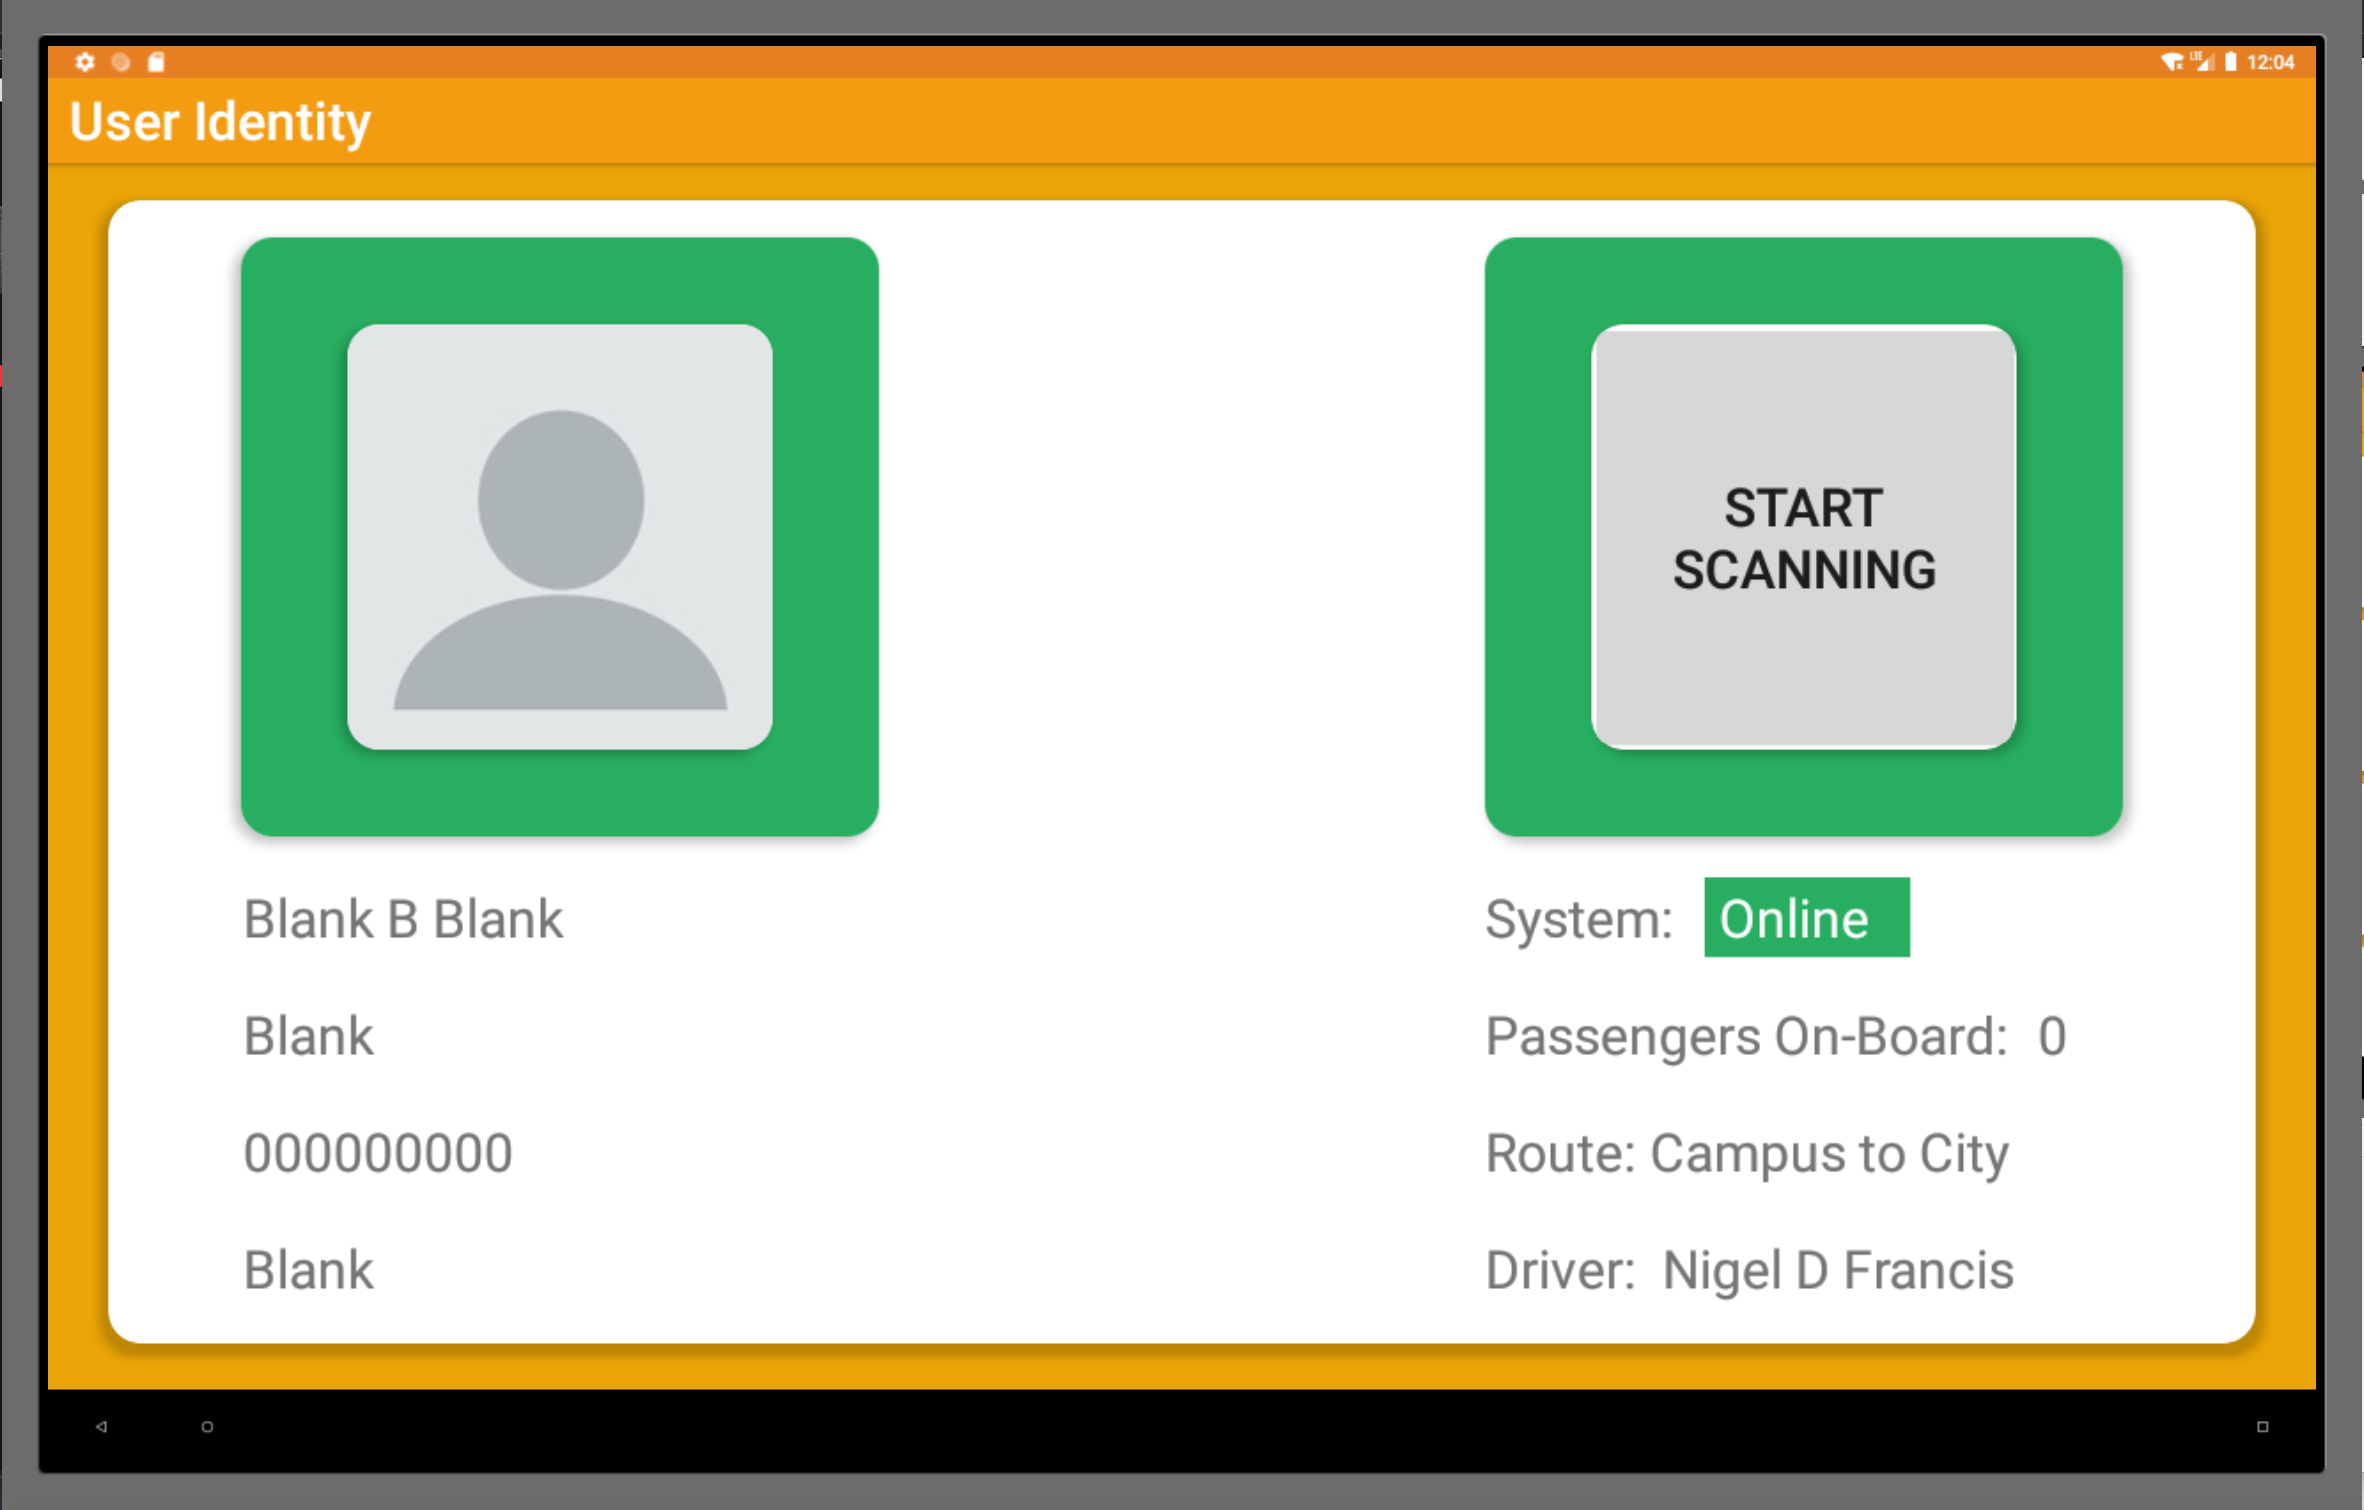 LTE 12:04
User Identity
START
SCANNING
Blank B Blank
Blank
000000000
Blank
System: Online
Passengers On-Board: 0
Route: Campus to City
Driver: Nigel D Francis